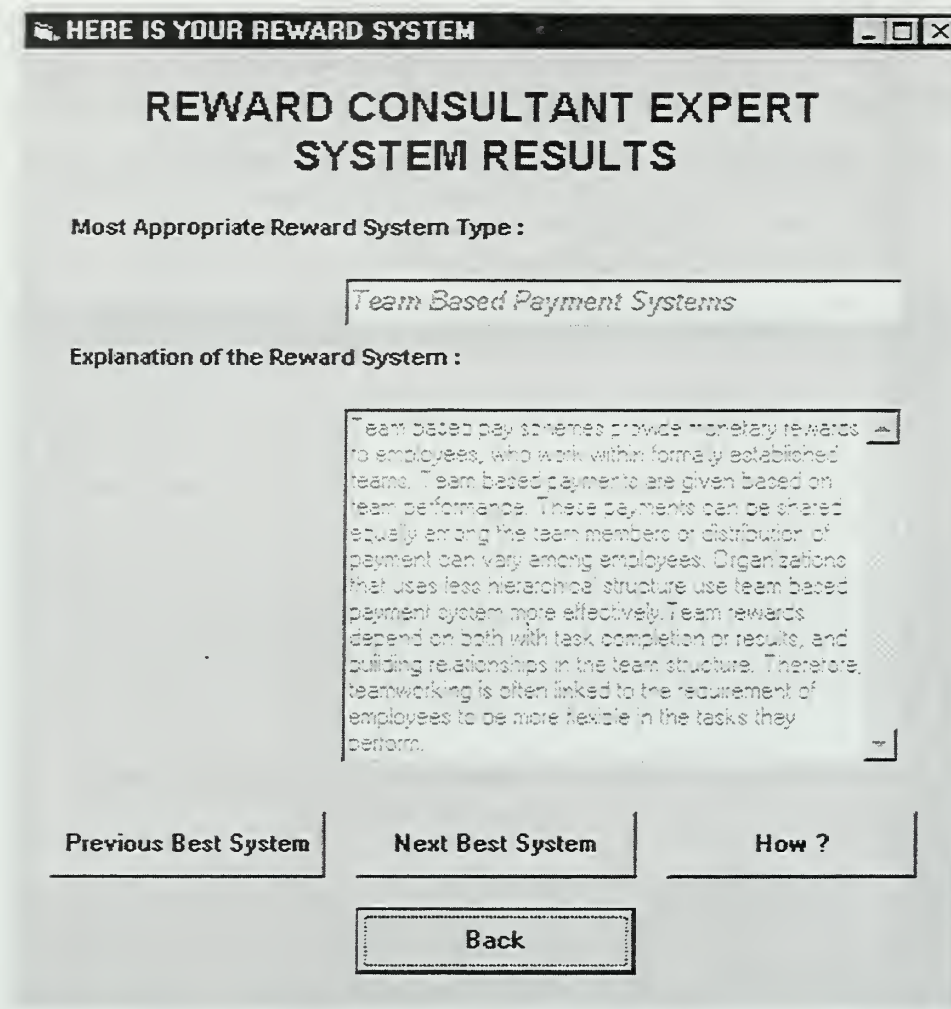 HERE IS YOUR REWARD SYSTEM
REWARD CONSULTANT EXPERT
SYSTEM RESULTS
Most Appropriate Reward System Type :
Team Based Payment Systems
Explanation of the Reward System :
Team based pay schemes provide monetary rewards
to employees, who work within formally established
teams. Team based payments are given based on
team performance. These payments can be shared
equally among the team members or distribution of
payment can vary among employees. Organizations
that uses less hierarchical structure use team based
payment system more effectively.Team rewards
depend on both with task completion or results, and
building relationships in the team structure. Therefore,
teamworking is often linked to the requirement of
employees to be more flexible in the tasks they
perform.
Previous Best System
Next Best System
How ?
Back